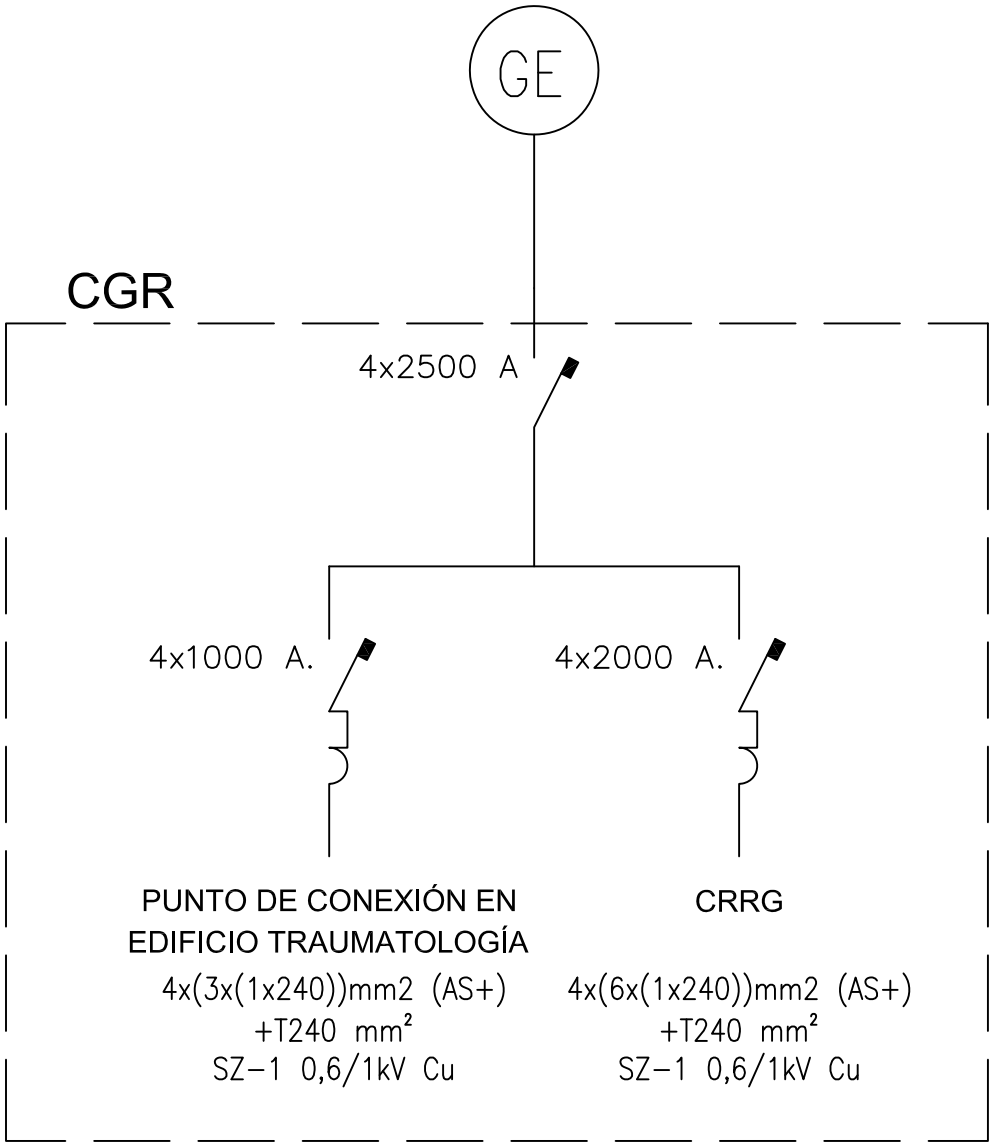 GE
CGR
4x2500 A
4x1000 A.
4x2000 A.
PUNTO DE CONEXIÓN EN
EDIFICIO TRAUMATOLOGÍA
4x(3x(1x240))mm2 (AS+)
+T240 mm²
SZ-1 0,6/1kV Cu
CRRG
4x(6x(1x240))mm2 (AS+)
+T240 mm²
SZ-1 0,6/1kV Cu